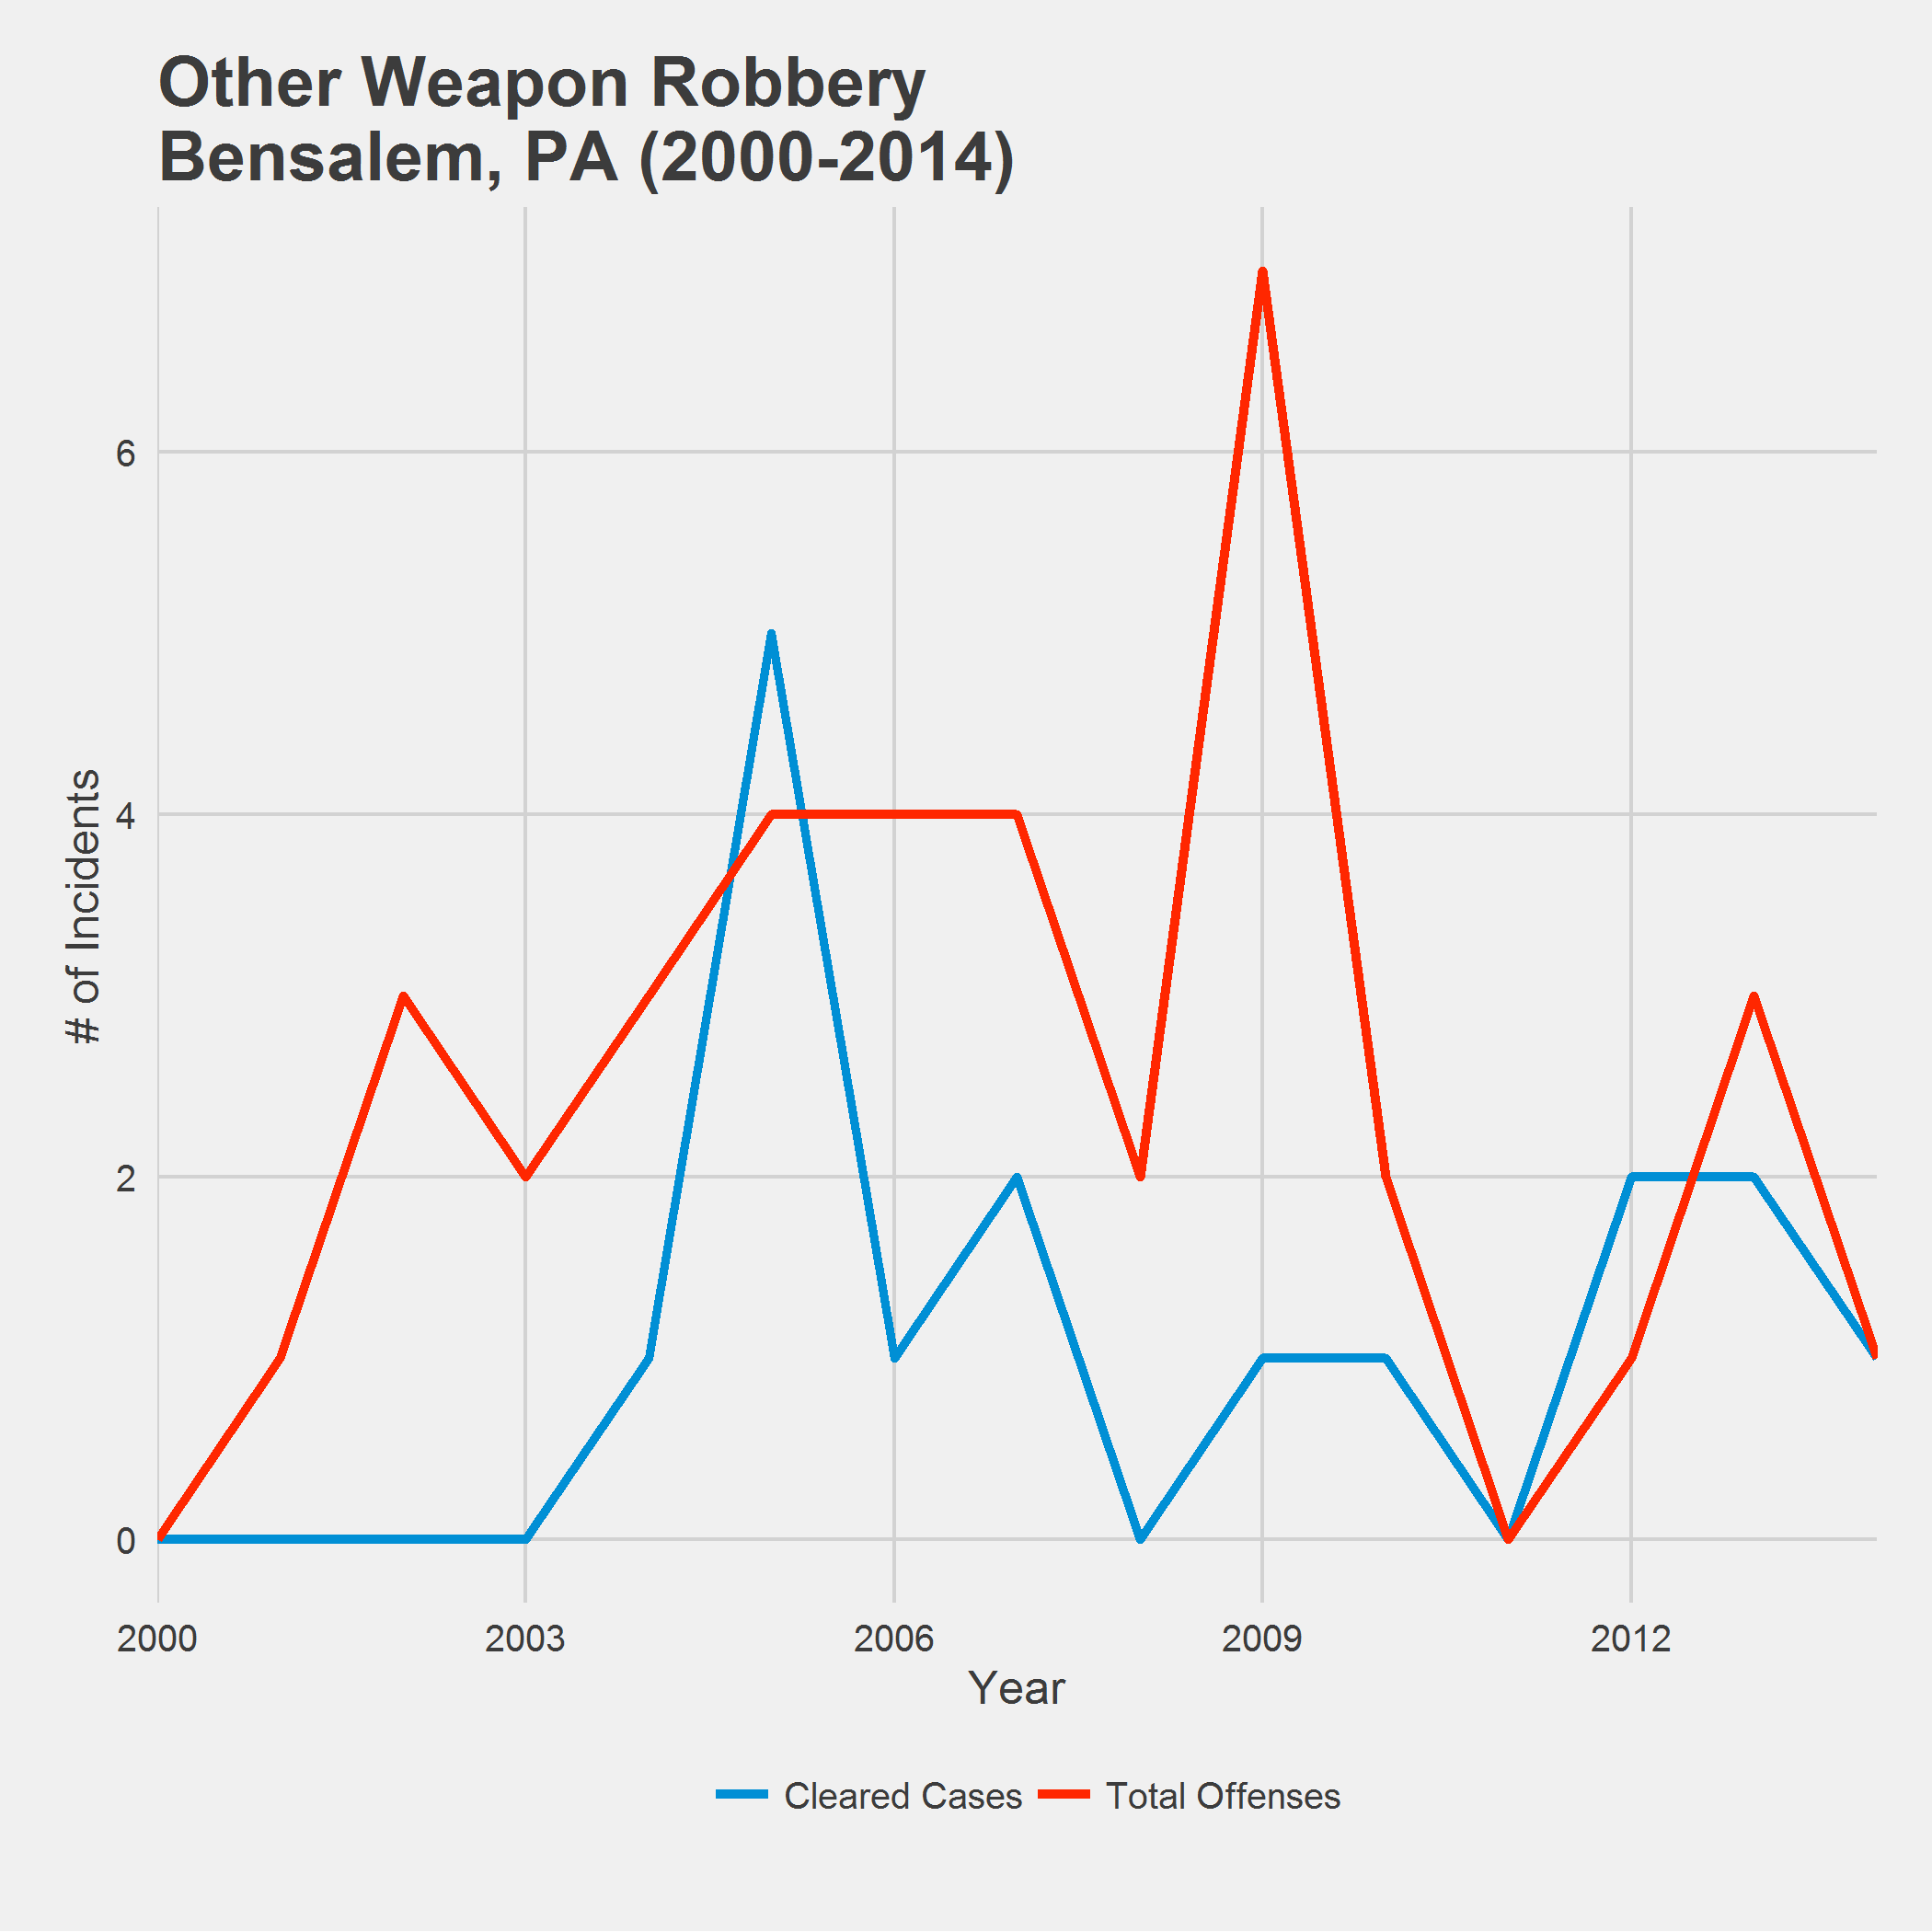 Other Weapon Robbery
Bensalem, PA (2000-2014)
# of Incidents
6
4
2
0
2000 2003 2006 2009 2012
Year
Cleared Cases Total Offenses